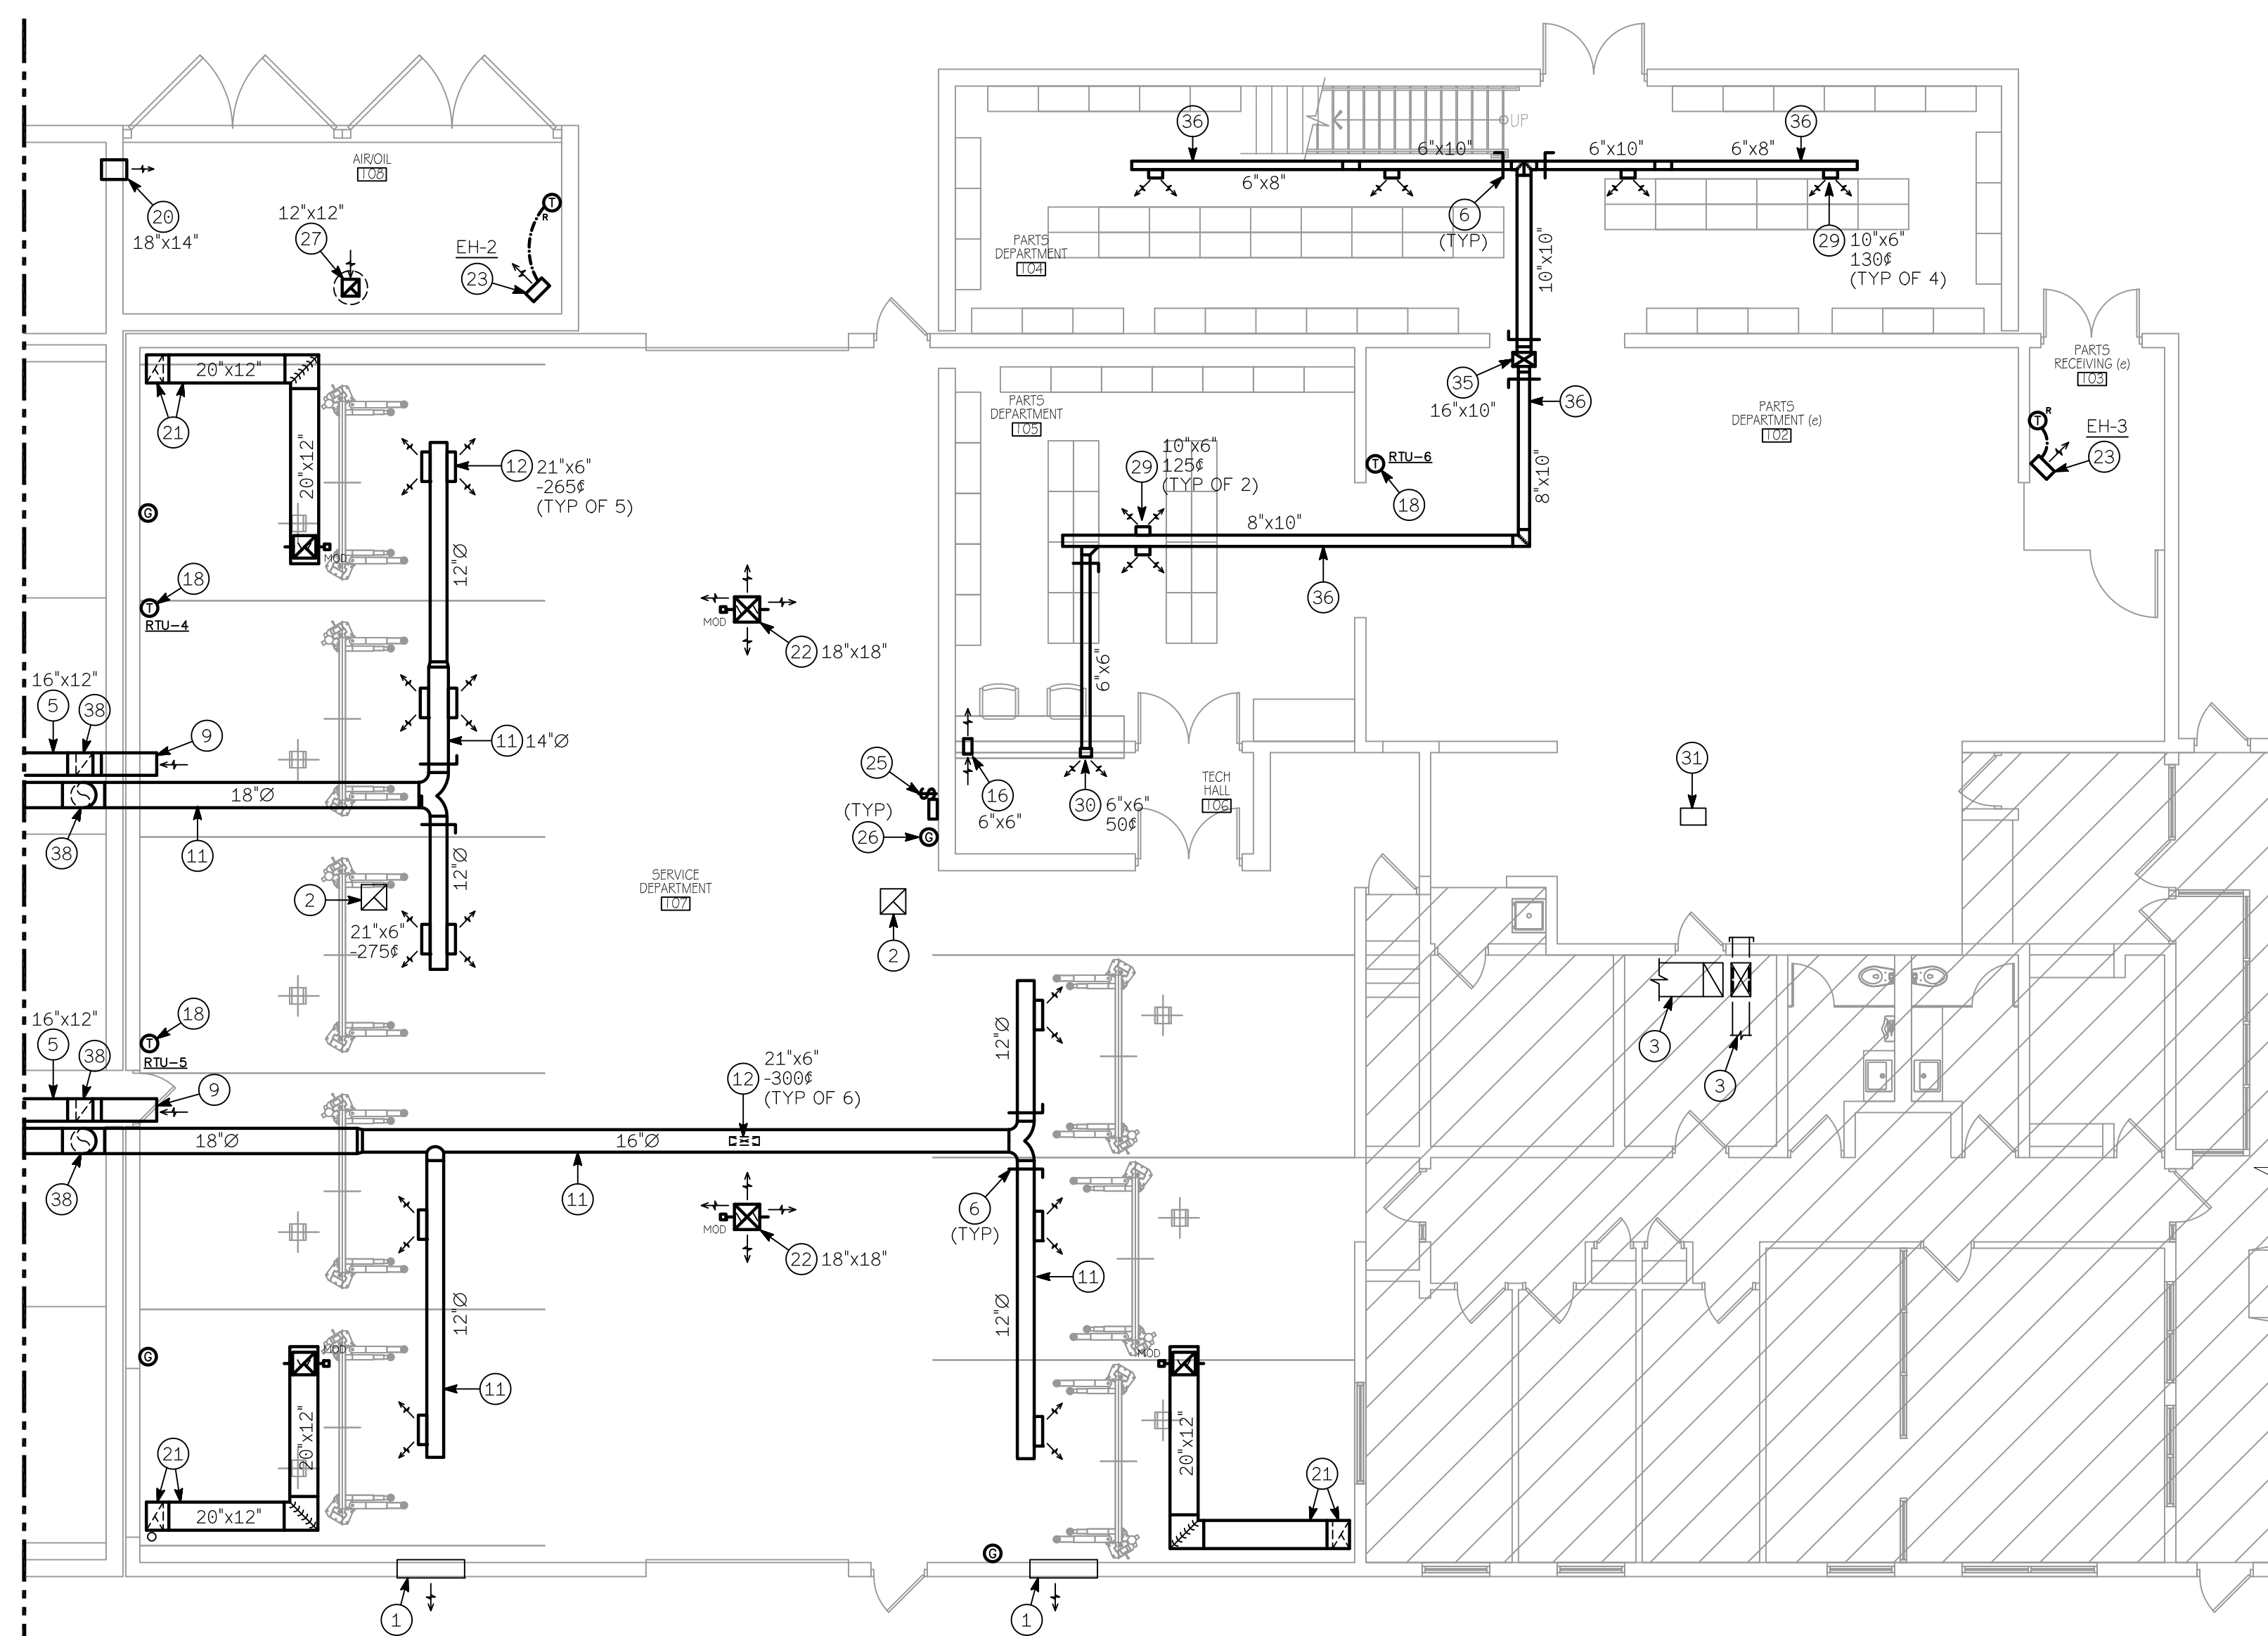 UP
36
36
6"x10"
6"x10"
6"x8"
6"x8"
AIR/OIL
108
20
18"x14"
12"x12"
27
T
R
EH-2
23
PARTS
DEPARTMENT
104
6
(TYP)
10"x10"
29
10"x6"
130¢
(TYP OF 4)
20"x12"
21
20"x12"
MOD
G
18
T
RTU-4
12
21"x6"
-265¢
(TYP OF 5)
12"Ø
PARTS
DEPARTMENT
105
29
10"x6"
125¢
(TYP OF 2)
35
16"x10"
36
T
RTU-6
18
8"x10"
8"x10"
36
PARTS
DEPARTMENT (e)
102
PARTS
RECEIVING (e)
103
T
R
EH-3
23
MOD
22
18"x18"
6"x6"
16"x12"
5
38
9
11
14"Ø
18"Ø
38
11
12"Ø
25
(TYP)
26
G
16
6"x6"
30
6"x6"
50¢
TECH
HALL
106
31
2
21"x6"
-275¢
SERVICE
DEPARTMENT
107
2
18
T
RTU-5
16"x12"
5
38
9
18"Ø
38
16"Ø
11
12
21"x6"
-300¢
(TYP OF 6)
12"Ø
3
3
MOD
22
18"x18"
6
(TYP)
11
12"Ø
12"Ø
11
G
MOD
20"x12"
21
20"x12"
MOD
20"x12"
21
G
1
1